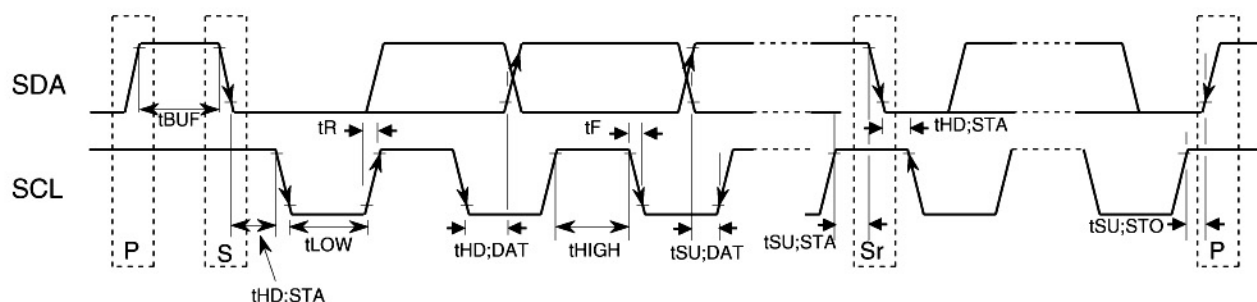 SDA
tBUF
tR
tF
tHD;STA
SCL
P
S
tLOW
tHD;DAT
tHIGH
tSU;DAT
tSU;STA
Sr
tSU;STO
P
tHD;STA